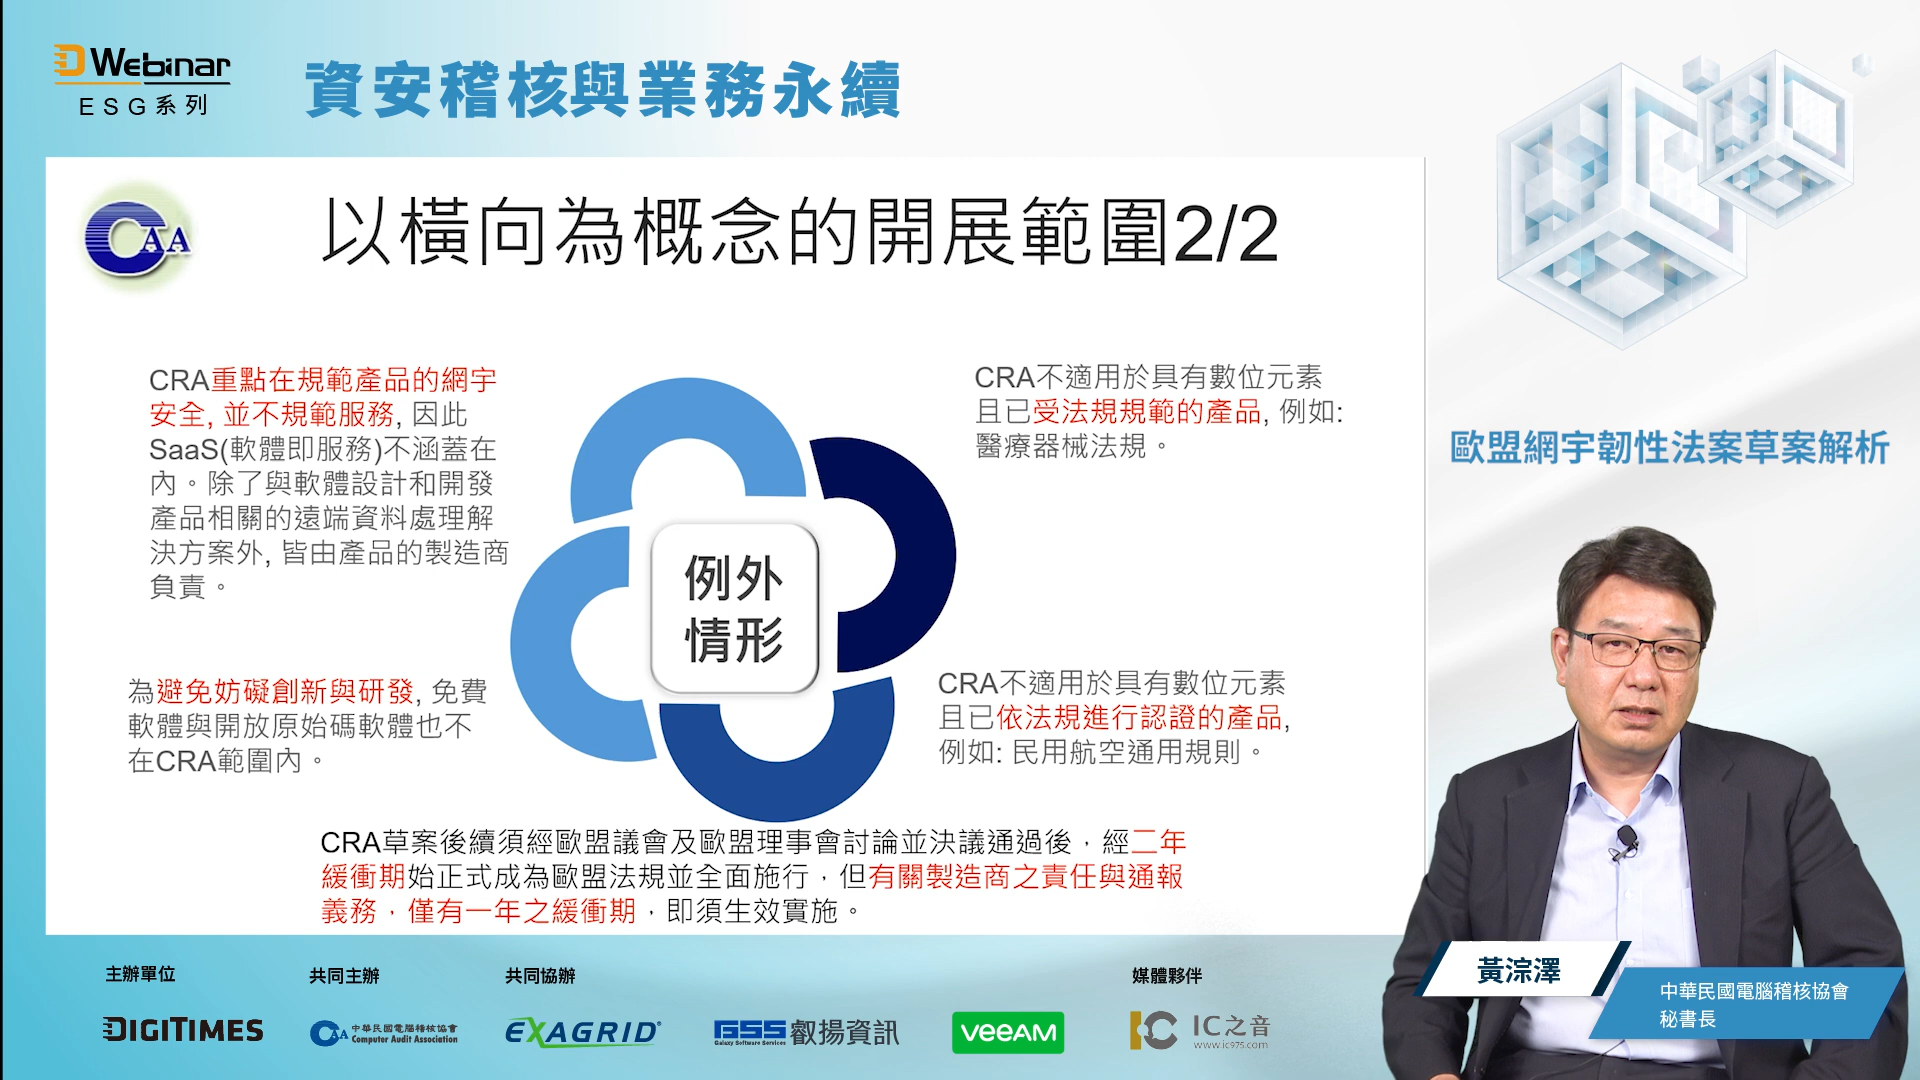 DWebinar
ESG系列
資安稽核與業務永續
CAA
以橫向為概念的開展範圍2/2
CRA重點在規範產品的網宇
安全, 並不規範服務, 因此
SaaS(軟體即服務)不涵蓋在
內。除了與軟體設計和開發
產品相關的遠端資料處理解
決方案外, 皆由產品的製造商
負責。
CRA不適用於具有數位元素
且已受法規規範的產品, 例如:
醫療器械法規。
例外
情形
為避免妨礙創新與研發, 免費
軟體與開放原始碼軟體也不
在CRA範圍內。
CRA不適用於具有數位元素
且已依法規進行認證的產品,
例如: 民用航空通用規則。
CRA草案後續須經歐盟議會及歐盟理事會討論並決議通過後，經二年
緩衝期始正式成為歐盟法規並全面施行，但有關製造商之責任與通報
義務，僅有一年之緩衝期，即須生效實施。
歐盟網宇韌性法案草案解析
黃淙澤
中華民國電腦稽核協會
秘書長
主辦單位
DIGITIMES
共同主辦
CAA 中華民國電腦稽核協會
Computer Audit Association
共同協辦
EXAGRID
GSS 叡揚資訊
Galaxy Software Services
veeAM
媒體夥伴
IC IC之音
www.ic975.com